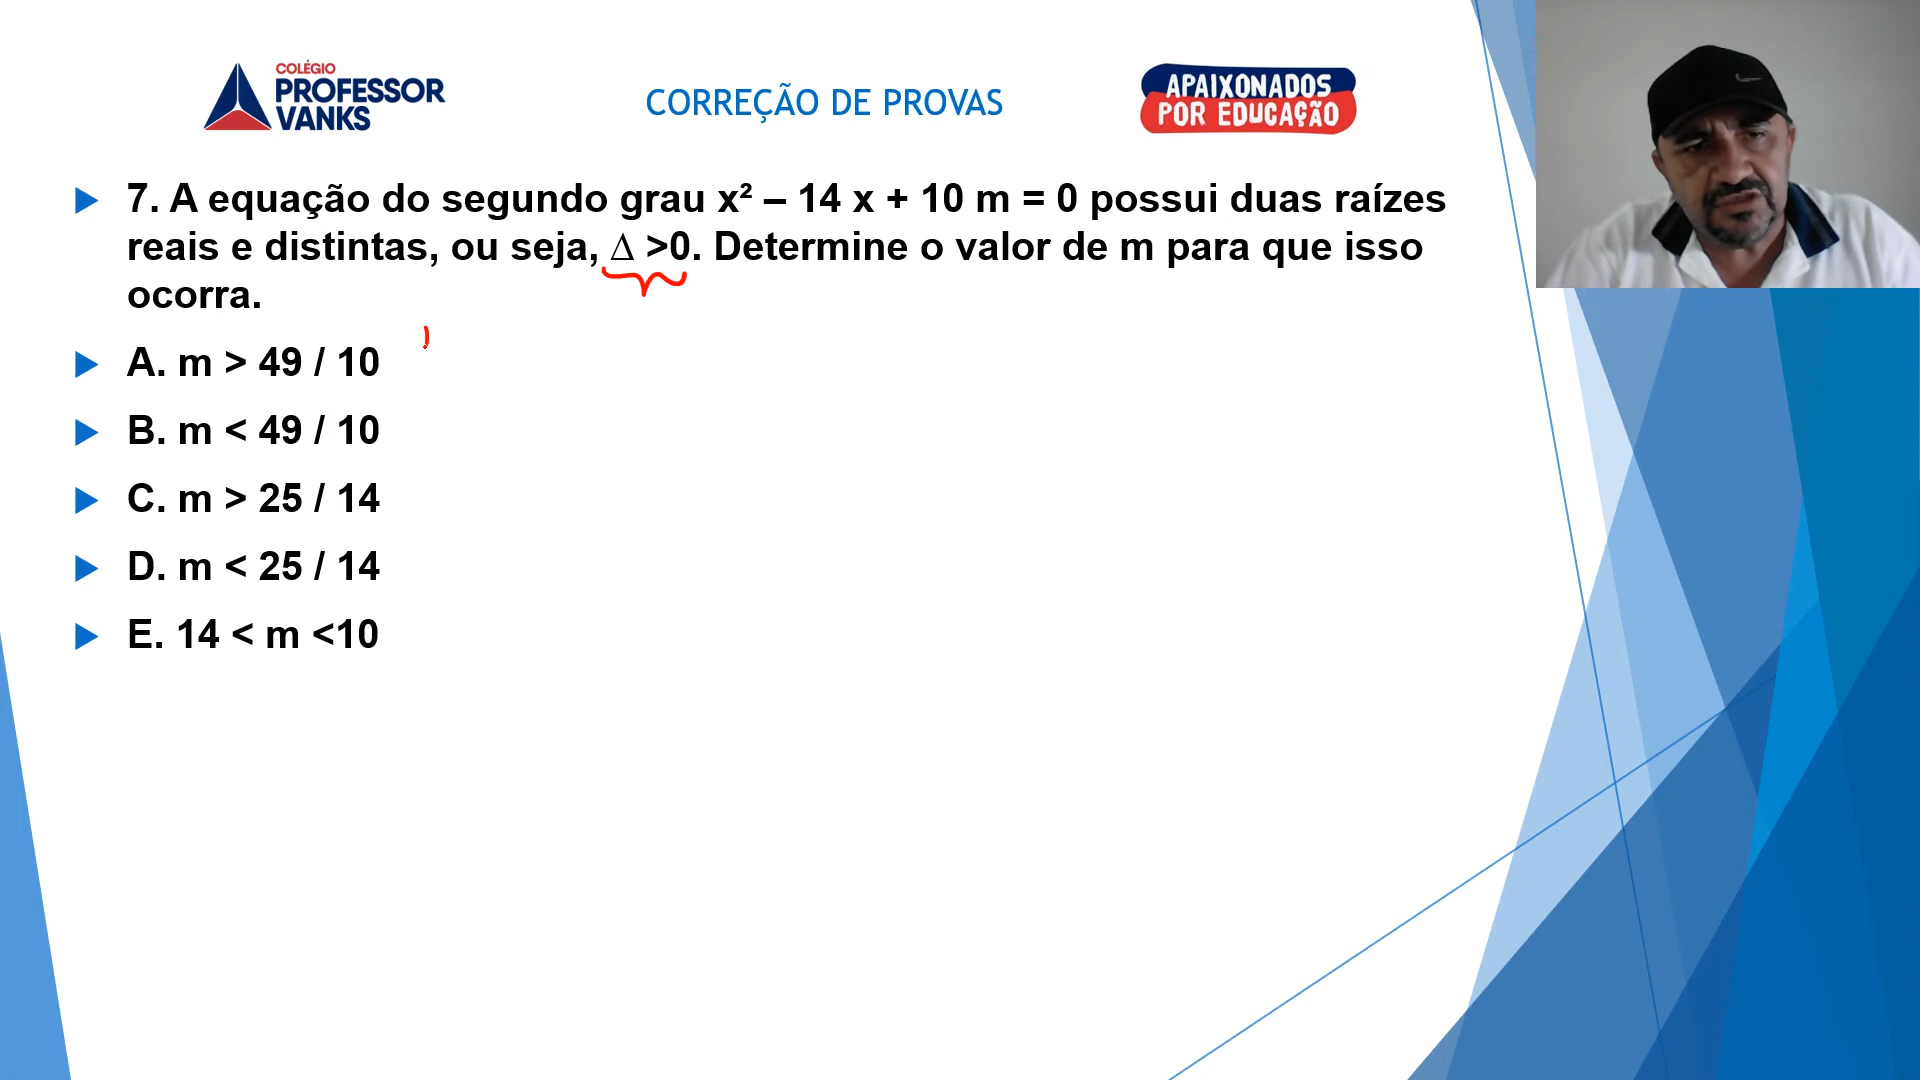 COLÉGIO
PROFESSOR
VANKS
CORREÇÃO DE PROVAS
APAIXONADOS
POR EDUCAÇÃO
7. A equação do segundo grau x² – 14 x + 10 m = 0 possui duas raízes
reais e distintas, ou seja, ∆ >0. Determine o valor de m para que isso
ocorra.
A. m > 49 / 10
B. m < 49 / 10
C. m > 25 / 14
D. m < 25 / 14
E. 14 < m <10